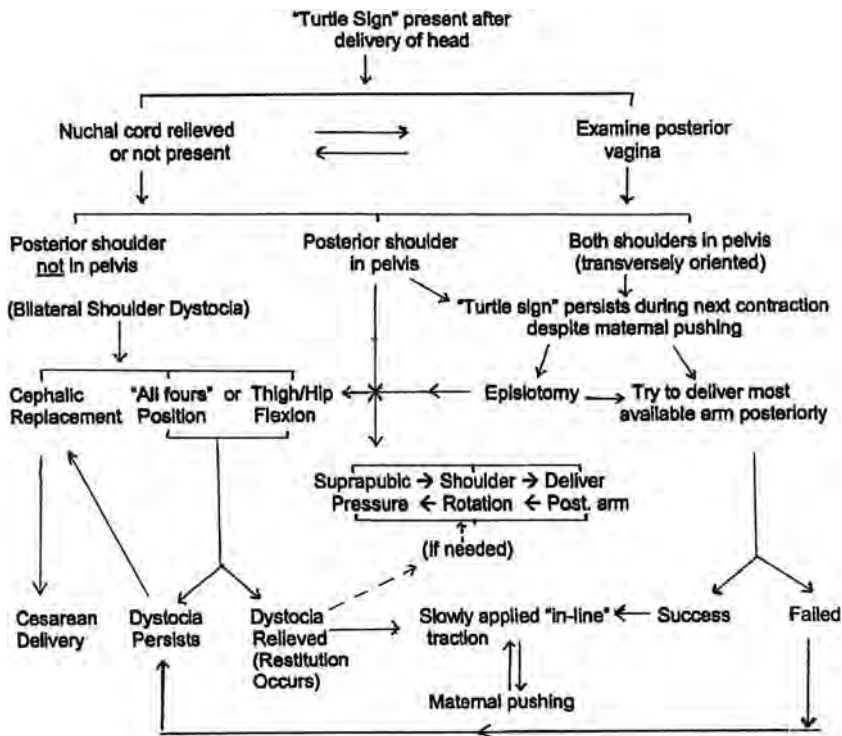 "Turtle Sign" present after
delivery of head
Nuchal cord relieved
or not present
Examine posterior
vagina
Posterior shoulder
not in pelvis
(Bilateral Shoulder Dystocia)
Posterior shoulder
in pelvis
Both shoulders in pelvis
(transversely oriented)
"Turtle sign" persists during next contraction
despite maternal pushing
Cephalic
Replacement
"All fours" or Thigh/Hip
Position Flexion
Episiotomy
Try to deliver most
available arm posteriorly
Suprapubic Shoulder Deliver
Pressure Rotation Post. arm
(If needed)
Cesarean
Delivery
Dystocia
Persists
Dystocia
Relieved
(Restitution
Occurs)
Slowly applied "in-line"
traction
Success
Failed
Maternal pushing